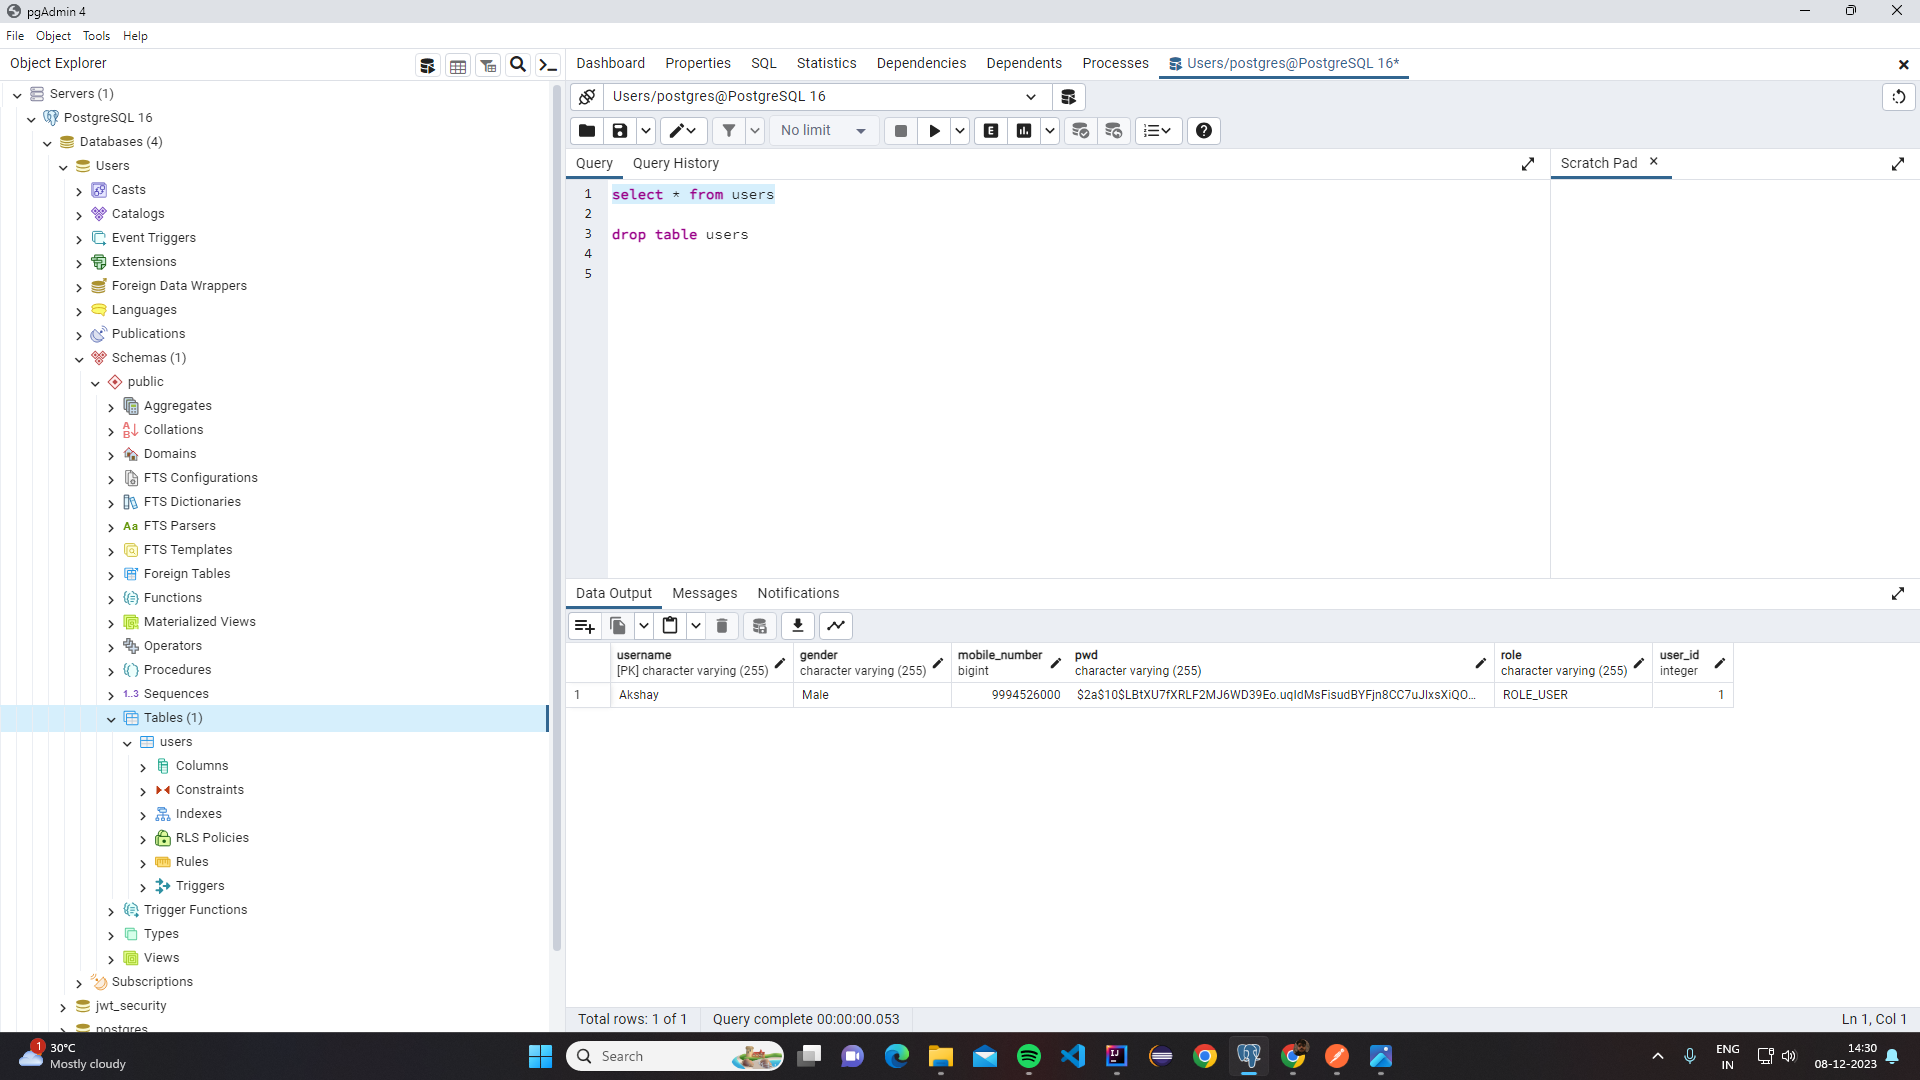 pgAdmin 4
File Object Tools Help
Object Explorer
Dashboard Properties SQL Statistics Dependencies Dependents Processes Users/postgres@PostgreSQL 16*
Servers (1)
PostgreSQL 16
Databases (4)
Users
Casts
Catalogs
Event Triggers
Extensions
Foreign Data Wrappers
Languages
Publications
Schemas (1)
public
Aggregates
Collations
Domains
FTS Configurations
FTS Dictionaries
Aa FTS Parsers
FTS Templates
Foreign Tables
Functions
Materialized Views
Operators
Procedures
1..3 Sequences
Tables (1)
users
Columns
Constraints
Indexes
RLS Policies
Rules
Triggers
Trigger Functions
Types
Views
Subscriptions
jwt_security
postgres
Users/postgres@PostgreSQL 16
No limit
E
Query Query History
Scratch Pad
1 select * from users
2
3 drop table users
4
5
Data Output Messages Notifications
username gender mobile_number pwd role user_id
[PK] character varying (255) character varying (255) bigint character varying (255) character varying (255) integer
1 Akshay Male 9994526000 $2a$10$LBtXU7fXRLF2MJ6WD39Eo.uqIdMsFisudBYFjn8CC7uJlxsXiQO... ROLE_USER 1
Total rows: 1 of 1 Query complete 00:00:00.053 Ln 1, Col 1
1
30°C
Mostly cloudy
Search
IJ
ENG
IN
14:30
08-12-2023